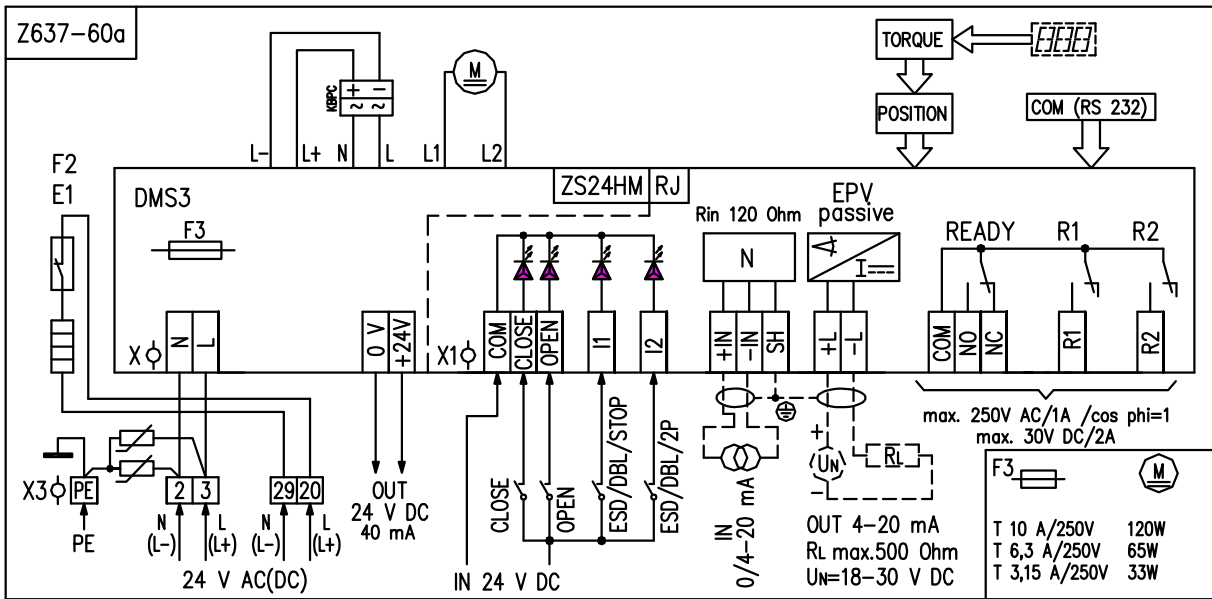 Z637-60a
TORQUE
EEEE
POSITION
COM (RS 232)
KBPC
+ -
~ ~
M
L- L+ N L L1 L2
F2
E1
DMS3
ZS24HM RJ
F3
Rin 120 Ohm
N
EPV
passive
I
READY R1 R2
X
N
L
0 V
+24V
X1
COM
CLOSE
OPEN
I1
I2
+IN
-IN
SH
+L
-L
COM
NO
NC
R1
R2
max. 250V AC/1A /cos phi=1
max. 30V DC/2A
X3
PE
2 3
29 20
PE
N
(L-)
L
(L+)
N
(L-)
L
(L+)
24 V AC(DC)
OUT
24 V DC
40 mA
CLOSE
OPEN
ESD/DBL/STOP
ESD/DBL/2P
IN 24 V DC
IN
0/4-20 mA
+
UN
-
RL
OUT 4-20 mA
RL max.500 Ohm
UN=18-30 V DC
F3 M
T 10 A/250V 120W
T 6,3 A/250V 65W
T 3,15 A/250V 33W